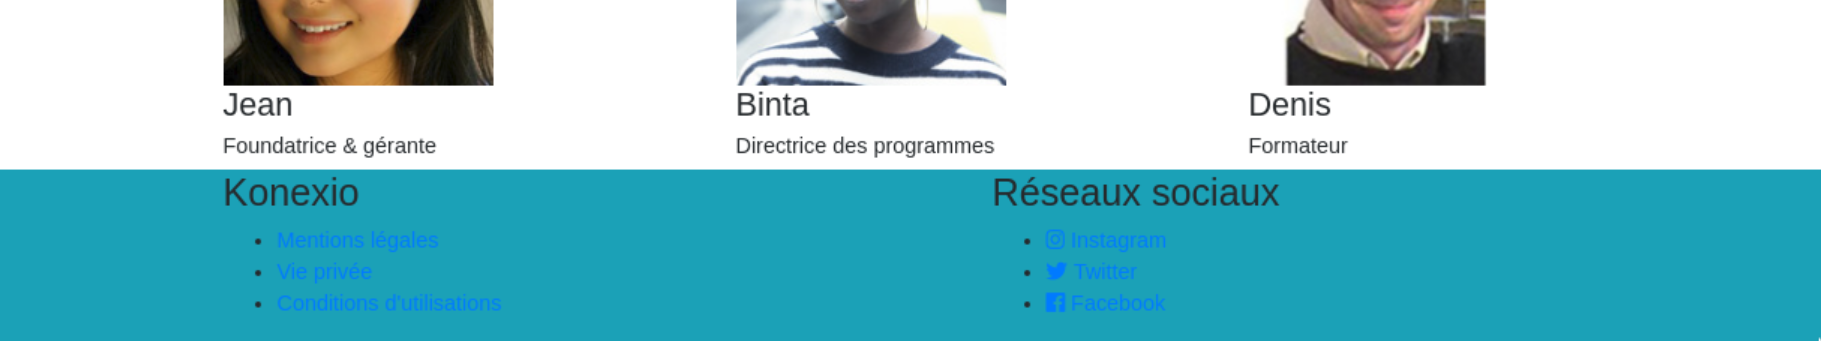 Jean
Foundatrice & gérante
Binta
Directrice des programmes
Denis
Formateur
Konexio
Mentions légales
Vie privée
Conditions d'utilisations
Réseaux sociaux
Instagram
Twitter
Facebook